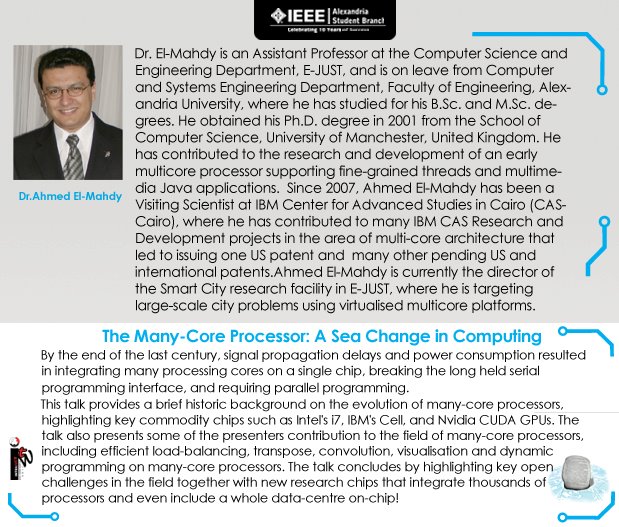 IEEE
Alexandria
Student Branch
Celebrating 10 Years of Success
Dr. El-Mahdy is an Assistant Professor at the Computer Science and
Engineering Department, E-JUST, and is on leave from Computer
and Systems Engineering Department, Faculty of Engineering, Alex-
andria University, where he has studied for his B.Sc. and M.Sc. de-
grees. He obtained his Ph.D. degree in 2001 from the School of
Computer Science, University of Manchester, United Kingdom. He
has contributed to the research and development of an early
multicore processor supporting fine-grained threads and multime-
dia Java applications. Since 2007, Ahmed El-Mahdy has been a
Visiting Scientist at IBM Center for Advanced Studies in Cairo (CAS-
Cairo), where he has contributed to many IBM CAS Research and
Development projects in the area of multi-core architecture that
led to issuing one US patent and many other pending US and
international patents.Ahmed El-Mahdy is currently the director of
the Smart City research facility in E-JUST, where he is targeting
large-scale city problems using virtualised multicore platforms.
Dr.Ahmed El-Mahdy
The Many-Core Processor: A Sea Change in Computing
By the end of the last century, signal propagation delays and power consumption resulted
in integrating many processing cores on a single chip, breaking the long held serial
programming interface, and requiring parallel programming.
This talk provides a brief historic background on the evolution of many-core processors,
highlighting key commodity chips such as Intel's i7, IBM's Cell, and Nvidia CUDA GPUs. The
talk also presents some of the presenters contribution to the field of many-core processors,
including efficient load-balancing, transpose, convolution, visualisation and dynamic
programming on many-core processors. The talk concludes by highlighting key open
challenges in the field together with new research chips that integrate thousands of
processors and even include a whole data-centre on-chip!